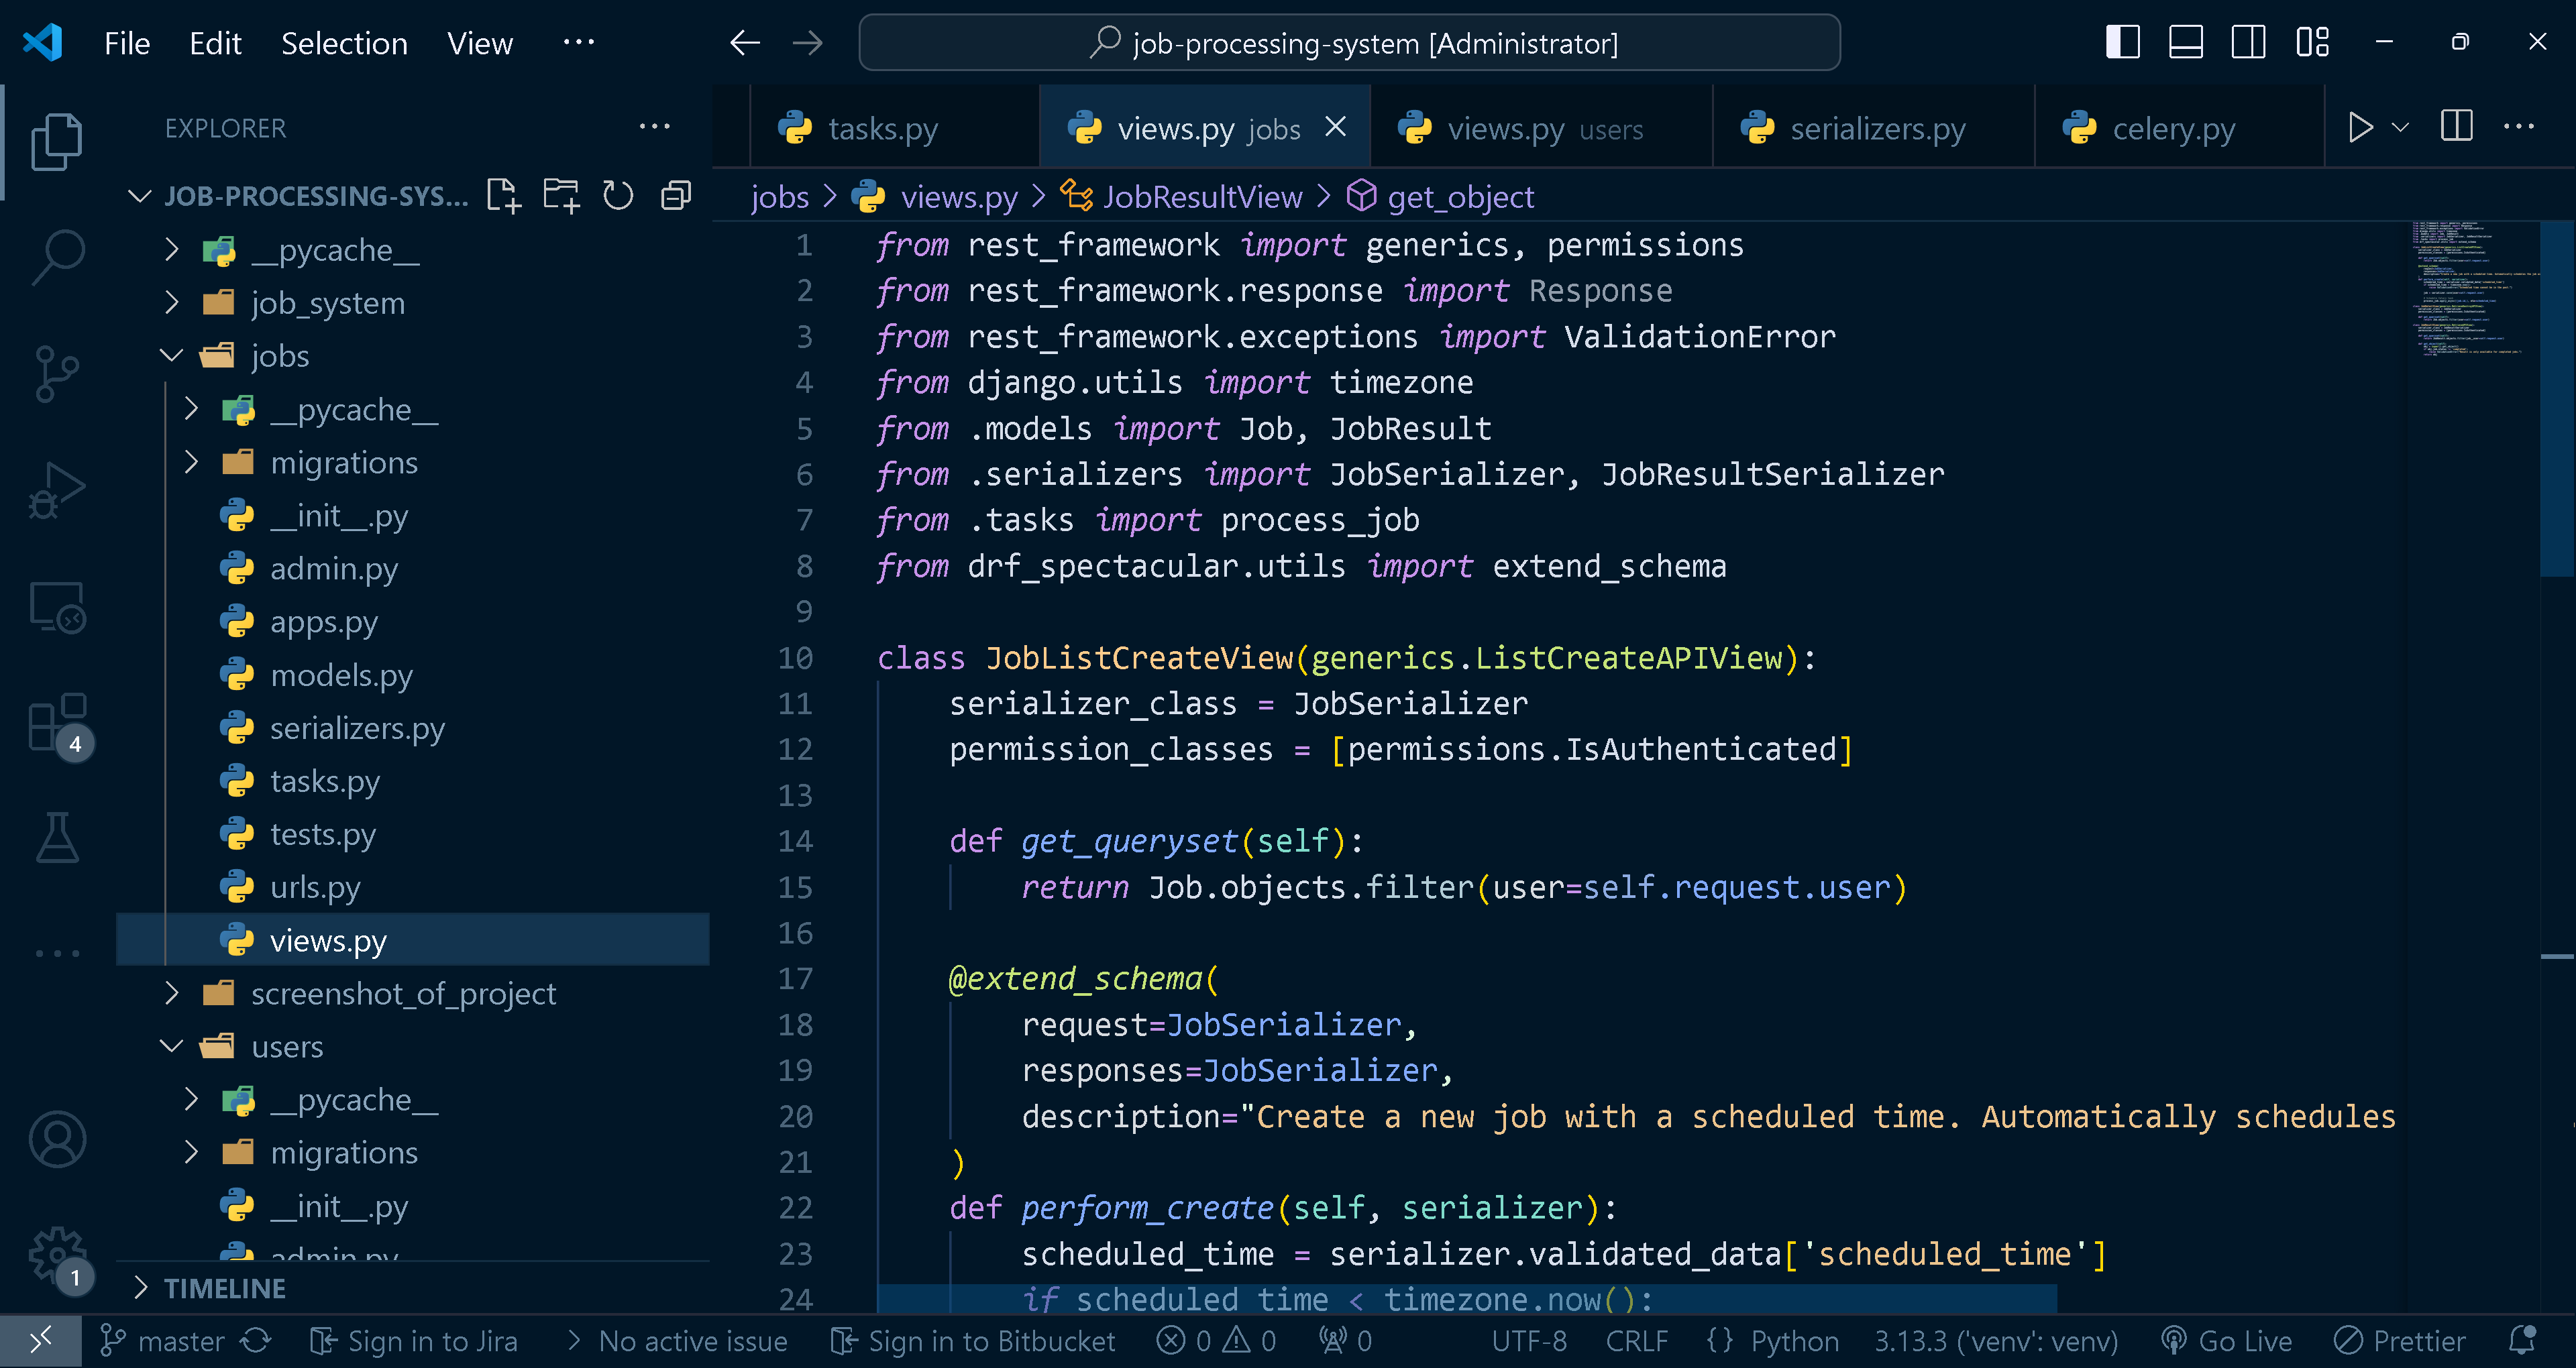 File Edit Selection View ···
job-processing-system [Administrator]
EXPLORER ···
JOB-PROCESSING-SYS...
__pycache__
job_system
jobs
__pycache__
migrations
__init__.py
admin.py
apps.py
models.py
serializers.py
tasks.py
tests.py
urls.py
views.py
screenshot_of_project
users
__pycache__
migrations
__init__.py
admin.py
TIMELINE
4
1
tasks.py
views.py jobs
views.py users
serializers.py
celery.py
jobs > views.py > JobResultView > get_object
1 from rest_framework import generics, permissions
2 from rest_framework.response import Response
3 from rest_framework.exceptions import ValidationError
4 from django.utils import timezone
5 from .models import Job, JobResult
6 from .serializers import JobSerializer, JobResultSerializer
7 from .tasks import process_job
8 from drf_spectacular.utils import extend_schema
9
10 class JobListCreateView(generics.ListCreateAPIView):
11     serializer_class = JobSerializer
12     permission_classes = [permissions.IsAuthenticated]
13
14     def get_queryset(self):
15         return Job.objects.filter(user=self.request.user)
16
17     @extend_schema(
18         request=JobSerializer,
19         responses=JobSerializer,
20         description="Create a new job with a scheduled time. Automatically schedules
21     )
22     def perform_create(self, serializer):
23         scheduled_time = serializer.validated_data['scheduled_time']
24         if scheduled_time < timezone.now():
master Sign in to Jira > No active issue Sign in to Bitbucket 0 0 0 UTF-8 CRLF {} Python 3.13.3 ('venv': venv) Go Live Prettier